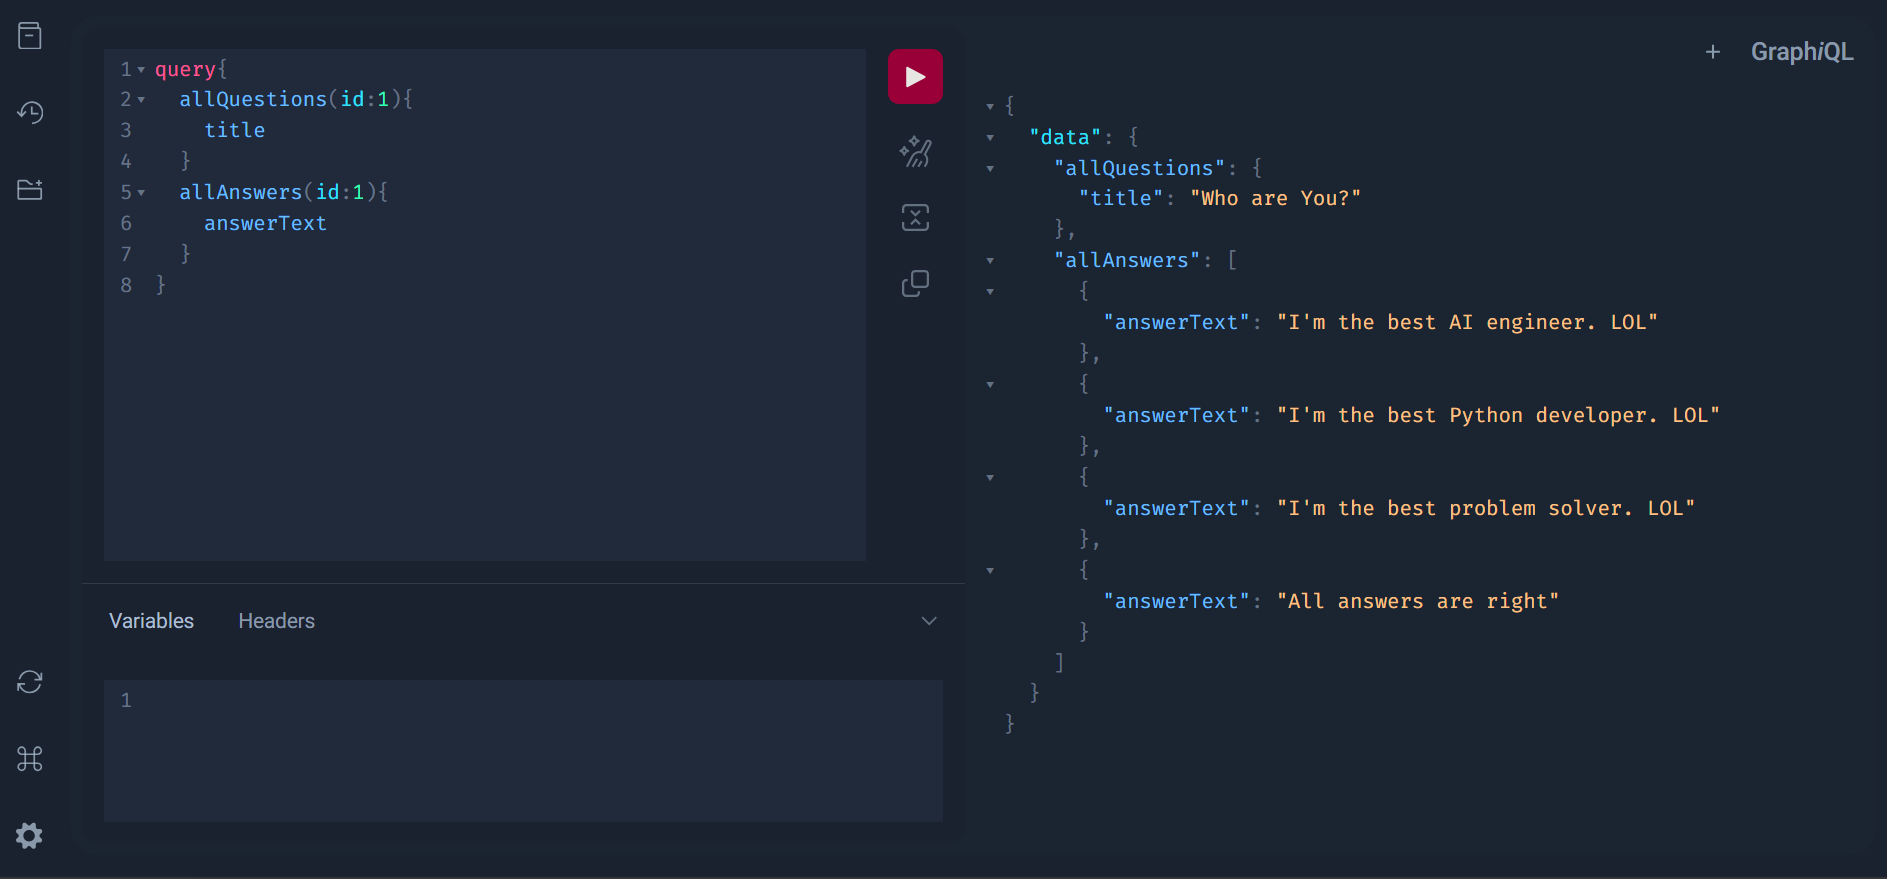 1 query{
2   allQuestions(id:1){
3     title
4   }
5   allAnswers(id:1){
6     answerText
7   }
8 }
Variables Headers
1
+ GraphiQL
{
  "data": {
    "allQuestions": {
      "title": "Who are You?"
    },
    "allAnswers": [
      {
        "answerText": "I'm the best AI engineer. LOL"
      },
      {
        "answerText": "I'm the best Python developer. LOL"
      },
      {
        "answerText": "I'm the best problem solver. LOL"
      },
      {
        "answerText": "All answers are right"
      }
    ]
  }
}